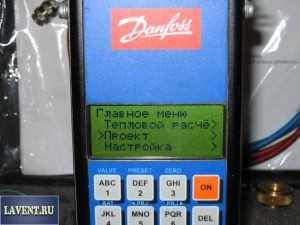 Danfoss
Главное меню
Тепловой расчё>
>Проект >
Настройка >
VALVE PRESET ZERO
ABC DEF GHI ON
1 2 3
JKL MNO PQR DEL
4 5 6
LAVENT.RU